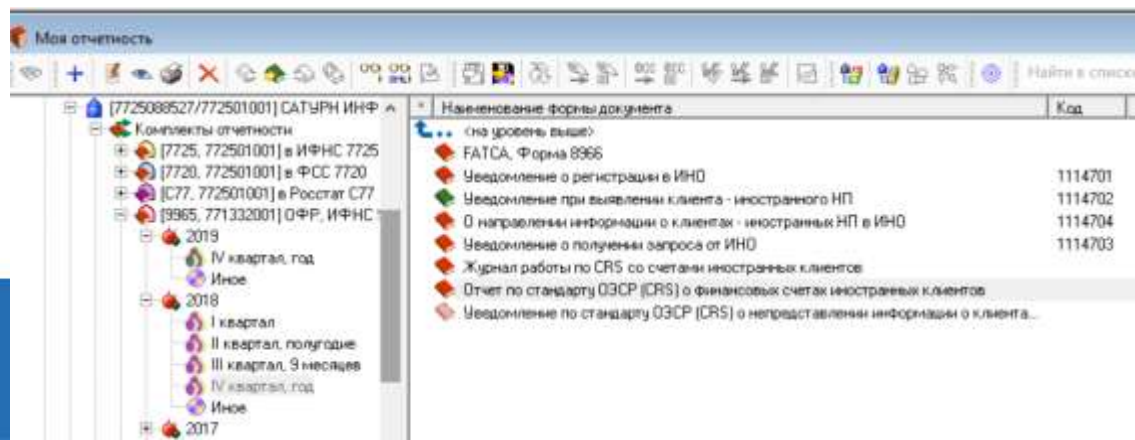 Моя отчетность
Найти в списке
[7725088527/772501001] САТУРН ИНФ
Комплекты отчетности
[7725, 772501001] в ИФНС 7725
[7720, 772501001] в ФСС 7720
[С77, 772501001] в Росстат С77
[9965, 771332001] ОФР, ИФНС
2019
IV квартал, год
Иное
2018
I квартал
II квартал, полугодие
III квартал, 9 месяцев
IV квартал, год
Иное
2017
* Наименование формы документа Код
<на уровень выше>
FATCA, Форма 8966
Уведомление о регистрации в ИНО 1114701
Уведомление при выявлении клиента - иностранного НП 1114702
О направлении информации о клиентах - иностранных НП в ИНО 1114704
Уведомление о получении запроса от ИНО 1114703
Журнал работы по CRS со счетами иностранных клиентов
Отчет по стандарту ОЭСР (CRS) о финансовых счетах иностранных клиентов
Уведомление по стандарту ОЭСР (CRS) о непредставлении информации о клиента...